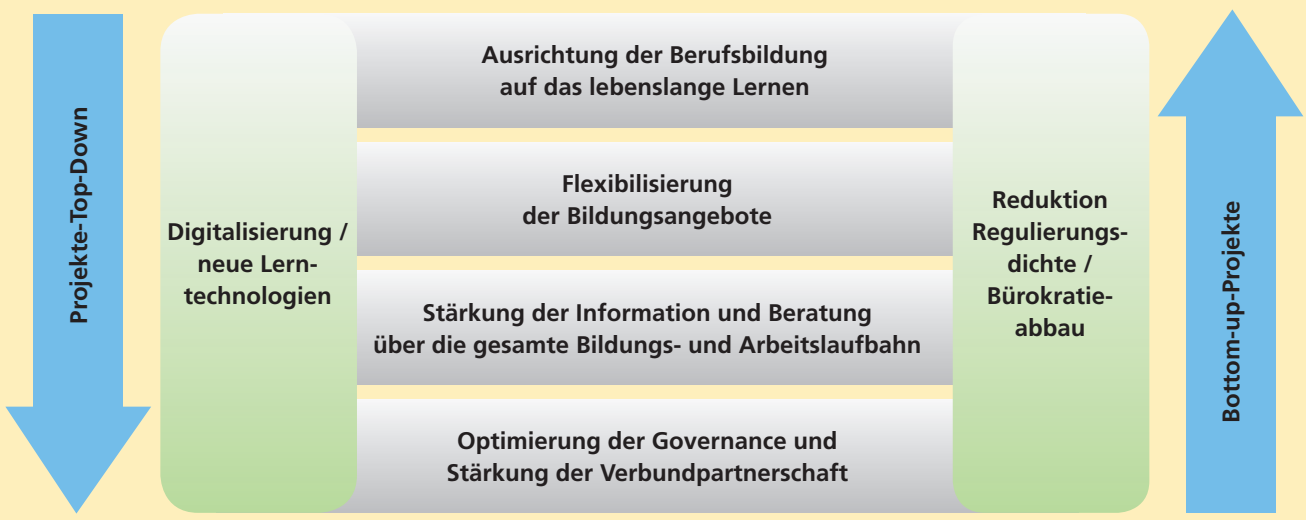 Projekte-Top-Down
Digitalisierung /
neue Lern-
technologien
Ausrichtung der Berufsbildung
auf das lebenslange Lernen
Flexibilisierung
der Bildungsangebote
Stärkung der Information und Beratung
über die gesamte Bildungs- und Arbeitslaufbahn
Optimierung der Governance und
Stärkung der Verbundpartnerschaft
Reduktion
Regulierungs-
dichte /
Bürokratie-
abbau
Bottom-up-Projekte